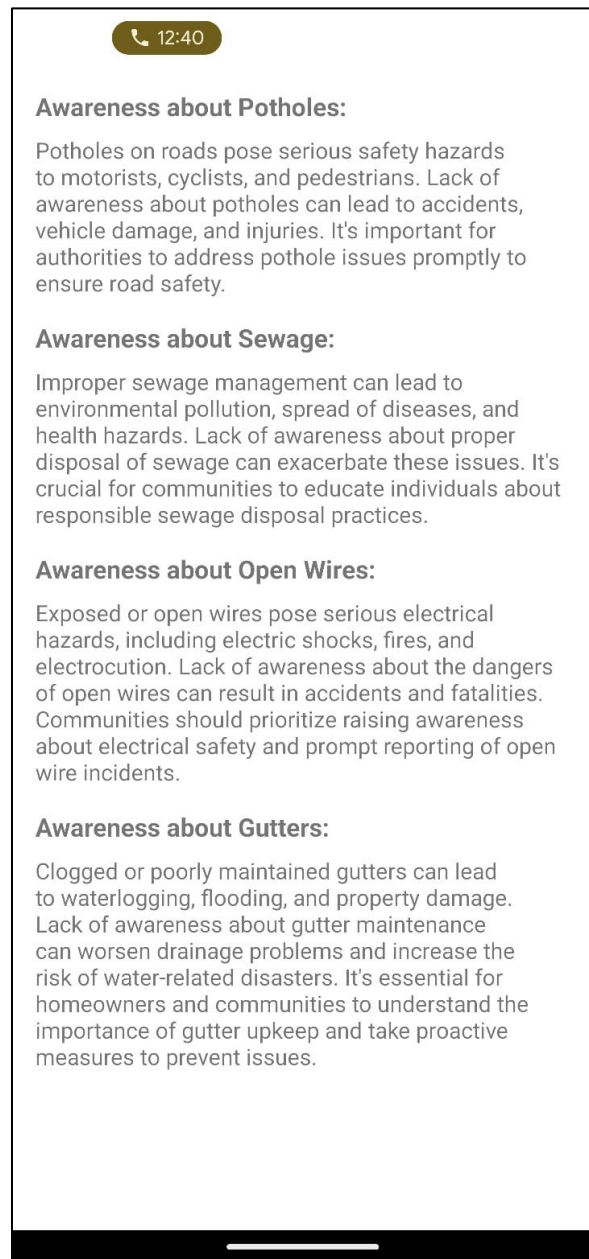 12:40
Awareness about Potholes:
Potholes on roads pose serious safety hazards
to motorists, cyclists, and pedestrians. Lack of
awareness about potholes can lead to accidents,
vehicle damage, and injuries. It's important for
authorities to address pothole issues promptly to
ensure road safety.
Awareness about Sewage:
Improper sewage management can lead to
environmental pollution, spread of diseases, and
health hazards. Lack of awareness about proper
disposal of sewage can exacerbate these issues. It's
crucial for communities to educate individuals about
responsible sewage disposal practices.
Awareness about Open Wires:
Exposed or open wires pose serious electrical
hazards, including electric shocks, fires, and
electrocution. Lack of awareness about the dangers
of open wires can result in accidents and fatalities.
Communities should prioritize raising awareness
about electrical safety and prompt reporting of open
wire incidents.
Awareness about Gutters:
Clogged or poorly maintained gutters can lead
to waterlogging, flooding, and property damage.
Lack of awareness about gutter maintenance
can worsen drainage problems and increase the
risk of water-related disasters. It's essential for
homeowners and communities to understand the
importance of gutter upkeep and take proactive
measures to prevent issues.